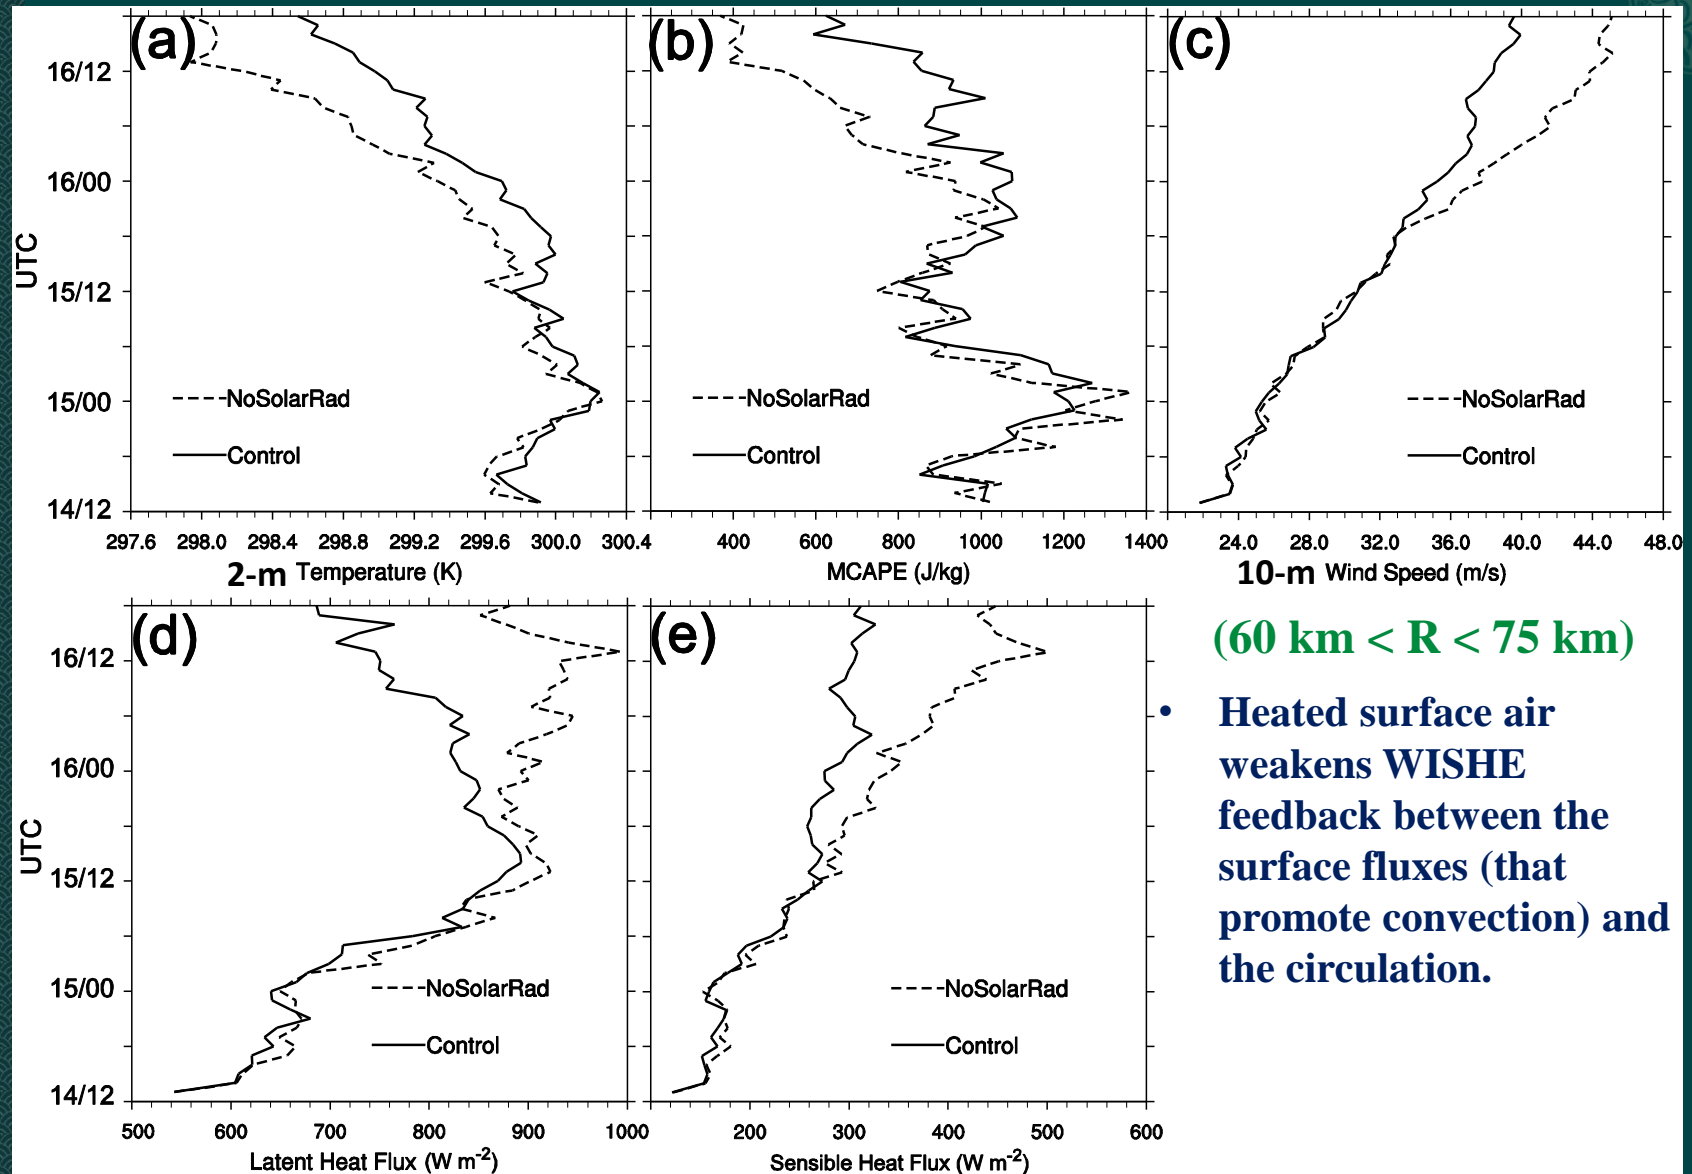 (a)
(b)
(c)
UTC
16/12
16/00
15/12
15/00
14/12
NoSolarRad
Control
NoSolarRad
Control
NoSolarRad
Control
297.6 298.0 298.4 298.8 299.2 299.6 300.0 300.4
400 600 800 1000 1200 1400
24.0 28.0 32.0 36.0 40.0 44.0 48.0
2-m Temperature (K)
MCAPE (J/kg)
10-m Wind Speed (m/s)
(d)
(e)
UTC
16/12
16/00
15/12
15/00
14/12
NoSolarRad
Control
NoSolarRad
Control
500 600 700 800 900 1000
200 300 400 500 600
Latent Heat Flux (W m-2)
Sensible Heat Flux (W m-2)
(60 km < R < 75 km)
• Heated surface air
weakens WISHE
feedback between the
surface fluxes (that
promote convection) and
the circulation.